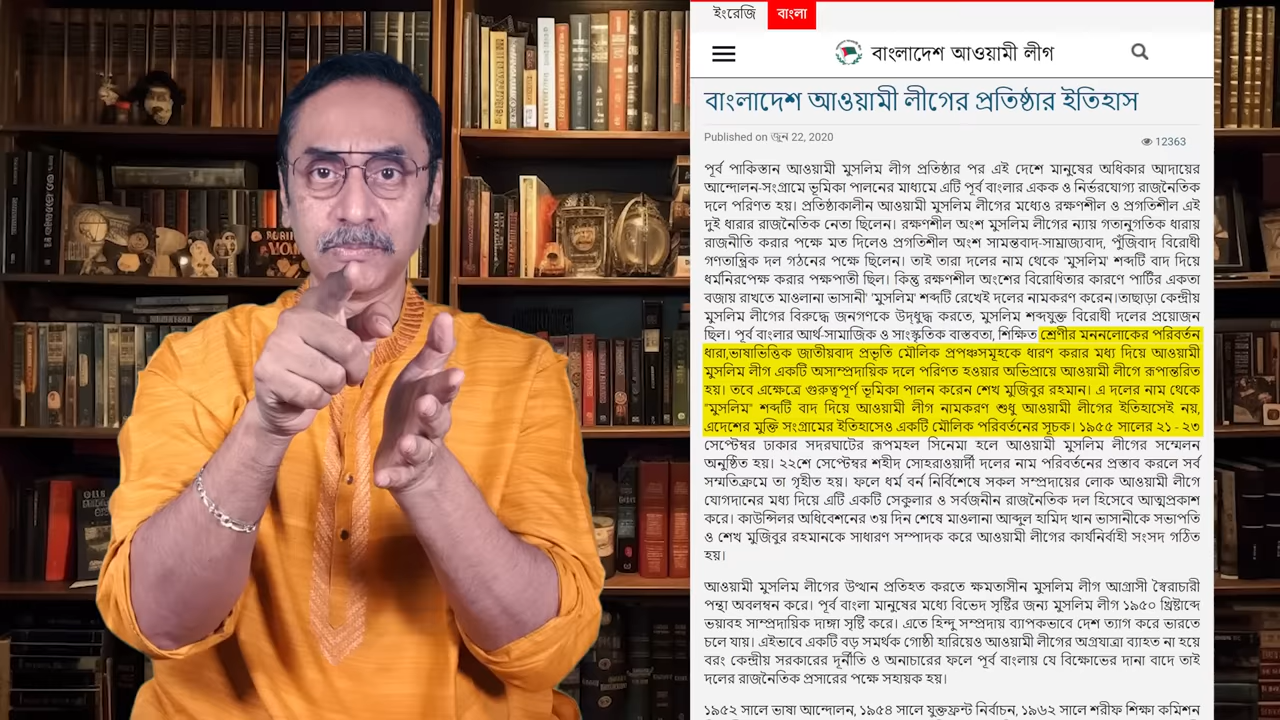 ইংরেজি
বাংলা
বাংলাদেশ আওয়ামী লীগ
বাংলাদেশ আওয়ামী লীগের প্রতিষ্ঠার ইতিহাস
Published on জুন 22, 2020
12363
পূর্ব পাকিস্তান আওয়ামী মুসলিম লীগ প্রতিষ্ঠার পর এই দেশে মানুষের অধিকার আদায়ের
আন্দোলন-সংগ্রামে ভূমিকা পালনের মাধ্যমে এটি পূর্ব বাংলার একক ও নির্ভরযোগ্য রাজনৈতিক
দলে পরিণত হয়। প্রতিষ্ঠাকালীন আওয়ামী মুসলিম লীগের মধ্যেও রক্ষণশীল ও প্রগতিশীল এই
দুই ধারার রাজনৈতিক নেতা ছিলেন। রক্ষণশীল অংশ মুসলিম লীগের ন্যায় গতানুগতিক ধারায়
রাজনীতি করার পক্ষে মত দিলেও প্রগতিশীল অংশ সামন্তবাদ-সাম্রাজ্যবাদ, পুঁজিবাদ বিরোধী
গণতান্ত্রিক দল গঠনের পক্ষে ছিলেন। তাই তারা দলের নাম থেকে 'মুসলিম' শব্দটি বাদ দিয়ে
ধর্মনিরপেক্ষ করার পক্ষপাতী ছিল। কিন্তু রক্ষণশীল অংশের বিরোধিতার কারণে পার্টির একতা
বজায় রাখতে মাওলানা ভাসানী 'মুসলিম' শব্দটি রেখেই দলের নামকরণ করেন।তাছাড়া কেন্দ্রীয়
মুসলিম লীগের বিরুদ্ধে জনগণকে উদ্বুদ্ধ করতে, মুসলিম শব্দযুক্ত বিরোধী দলের প্রয়োজন
ছিল। পূর্ব বাংলার আর্থ-সামাজিক ও সাংস্কৃতিক বাস্তবতা, শিক্ষিত শ্রেণীর মননলোকের পরিবর্তন
ধারা,ভাষাভিত্তিক জাতীয়বাদ প্রভৃতি মৌলিক প্রপঞ্চসমূহকে ধারণ করার মধ্য দিয়ে আওয়ামী
মুসলিম লীগ একটি অসাম্প্রদায়িক দলে পরিণত হওয়ার অভিপ্রায়ে আওয়ামী লীগে রূপান্তরিত
হয়। তবে এক্ষেত্রে গুরুত্বপূর্ণ ভূমিকা পালন করেন শেখ মুজিবুর রহমান। এ দলের নাম থেকে
"মুসলিম" শব্দটি বাদ দিয়ে আওয়ামী লীগ নামকরণ শুধু আওয়ামী লীগের ইতিহাসেই নয়,
এদেশের মুক্তি সংগ্রামের ইতিহাসেও একটি মৌলিক পরিবর্তনের সূচক। ১৯৫৫ সালের ২১ - ২৩
সেপ্টেম্বর ঢাকার সদরঘাটের রূপমহল সিনেমা হলে আওয়ামী মুসলিম লীগের সম্মেলন
অনুষ্ঠিত হয়। ২২শে সেপ্টেম্বর শহীদ সোহরাওয়ার্দী দলের নাম পরিবর্তনের প্রস্তাব করলে সর্ব
সম্মতিক্রমে তা গৃহীত হয়। ফলে ধর্ম বর্ন নির্বিশেষে সকল সম্প্রদায়ের লোক আওয়ামী লীগে
যোগদানের মধ্য দিয়ে এটি একটি সেকুলার ও সর্বজনীন রাজনৈতিক দল হিসেবে আত্মপ্রকাশ
করে। কাউন্সিলর অধিবেশনের ৩য় দিন শেষে মাওলানা আব্দুল হামিদ খান ভাসানীকে সভাপতি
ও শেখ মুজিবুর রহমানকে সাধারণ সম্পাদক করে আওয়ামী লীগের কার্যনির্বাহী সংসদ গঠিত
হয়।
আওয়ামী মুসলিম লীগের উত্থান প্রতিহত করতে ক্ষমতাসীন মুসলিম লীগ আগ্রাসী স্বৈরাচারী
পন্থা অবলম্বন করে। পূর্ব বাংলা মানুষের মধ্যে বিভেদ সৃষ্টির জন্য মুসলিম লীগ ১৯৫০ খ্রিষ্টাব্দে
ভয়াবহ সাম্প্রদায়িক দাঙ্গা সৃষ্টি করে। এতে হিন্দু সম্প্রদায় ব্যাপকভাবে দেশ ত্যাগ করে ভারতে
চলে যায়। এইভাবে একটি বড় সমর্থক গোষ্ঠী হারিয়েও আওয়ামী লীগের অগ্রযাত্রা ব্যাহত না হয়ে
বরং কেন্দ্রীয় সরকারের দূর্নীতি ও অনাচারের ফলে পূর্ব বাংলায় যে বিক্ষোভের দানা বাদে তাই
দলের রাজনৈতিক প্রসারের পক্ষে সহায়ক হয়।
১৯৫২ সালে ভাষা আন্দোলন, ১৯৫৪ সালে যুক্তফ্রন্ট নির্বাচন, ১৯৬২ সালে শরীফ শিক্ষা কমিশন